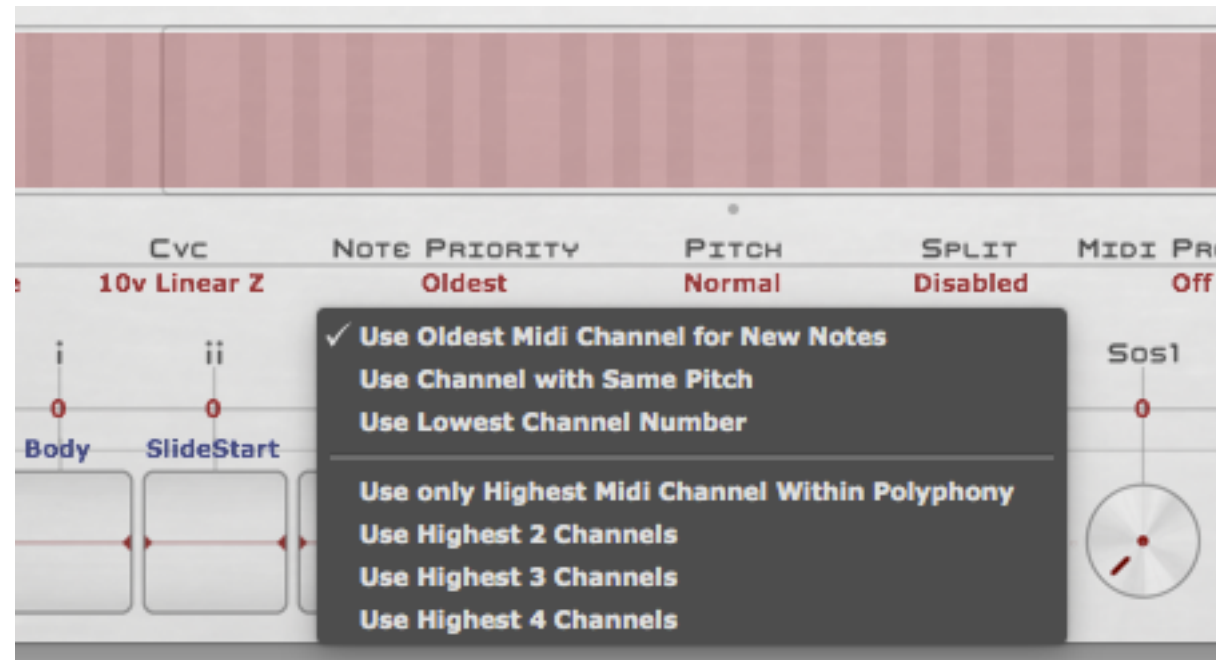 Cvc NOTE PRIORITY PITCH SPLIT MIDI
10v Linear Z Oldest Normal Disabled Off
✓ Use Oldest Midi Channel for New Notes
Use Channel with Same Pitch
Use Lowest Channel Number
Use only Highest Midi Channel Within Polyphony
Use Highest 2 Channels
Use Highest 3 Channels
Use Highest 4 Channels
i ii Sos1
0 0 0
Body SlideStart